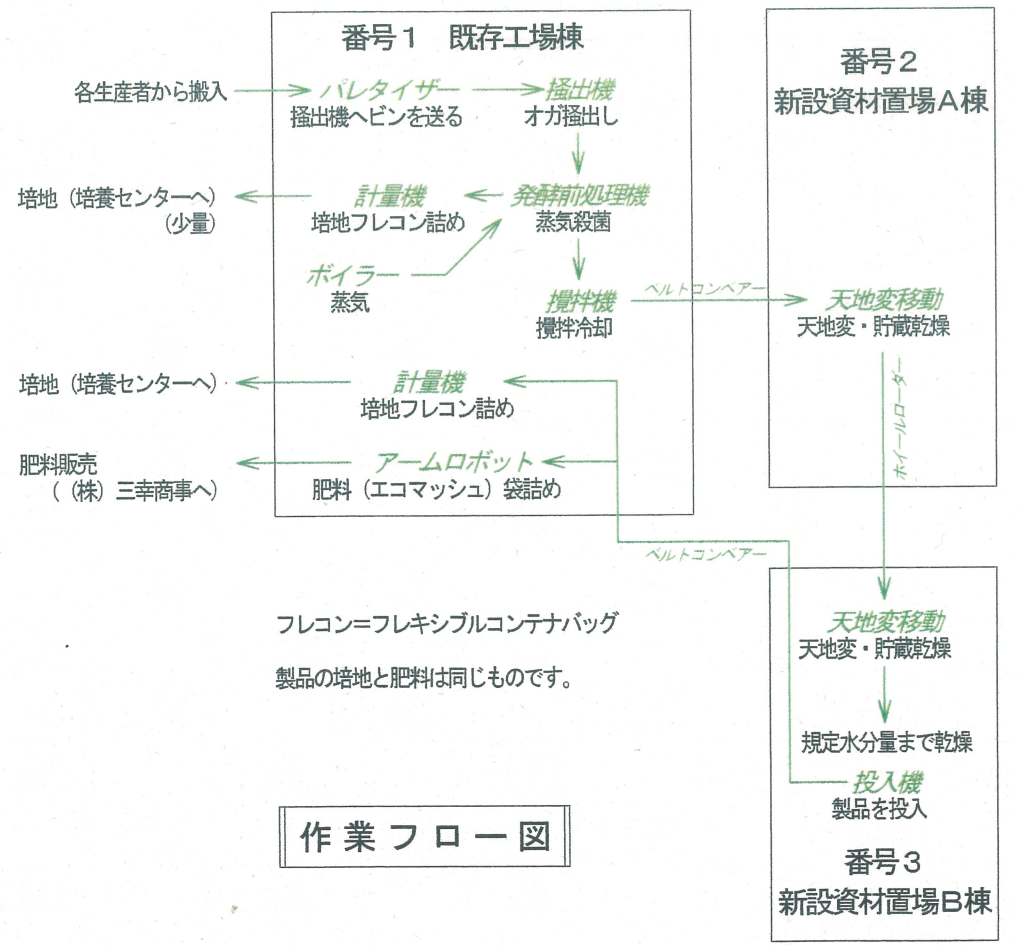 番号1 既存工場棟
各生産者から搬入
パレタイザー
掻出機へビンを送る
掻出機
オガ掻出し
発酵前処理機
蒸気殺菌
計量機
培地フレコン詰め
培地（培養センターへ）
（少量）
ボイラー
蒸気
攪拌機
攪拌冷却
ベルトコンベアー
番号2
新設資材置場A棟
天地変移動
天地変・貯蔵乾燥
ホイールローダー
計量機
培地フレコン詰め
培地（培養センターへ）
アームロボット
肥料（エコマッシュ）袋詰め
肥料販売
（（株）三幸商事へ）
ベルトコンベアー
天地変移動
天地変・貯蔵乾燥
規定水分量まで乾燥
投入機
製品を投入
番号3
新設資材置場B棟
フレコン＝フレキシブルコンテナバッグ
製品の培地と肥料は同じものです。
作業フロー図